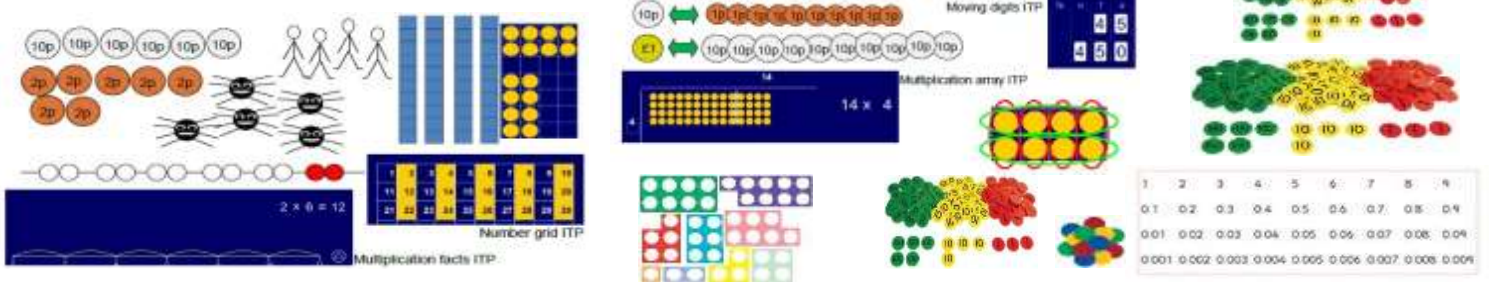 10p 10p 10p 10p 10p 10p
2p 2p 2p 2p 2p
2p 2p
2 x 6 = 12
Multiplication facts ITP
1 2 3 4 5 6 7 8 9 10
11 12 13 14 15 16 17 18 19 20
21 22 23 24 25 26 27 28 29 30
Number grid ITP
10p 1p 1p 1p 1p 1p 1p 1p 1p 1p 1p
£1 10p 10p 10p 10p 10p 10p 10p 10p 10p 10p
Moving digits ITP
4 5
4 5 0
Multiplication array ITP
14
4
14 x 4
10 10 10
10
10 10 10
10
1 2 3 4 5 6 7 8 9
0.1 0.2 0.3 0.4 0.5 0.6 0.7 0.8 0.9
0.01 0.02 0.03 0.04 0.05 0.06 0.07 0.08 0.09
0.001 0.002 0.003 0.004 0.005 0.006 0.007 0.008 0.009